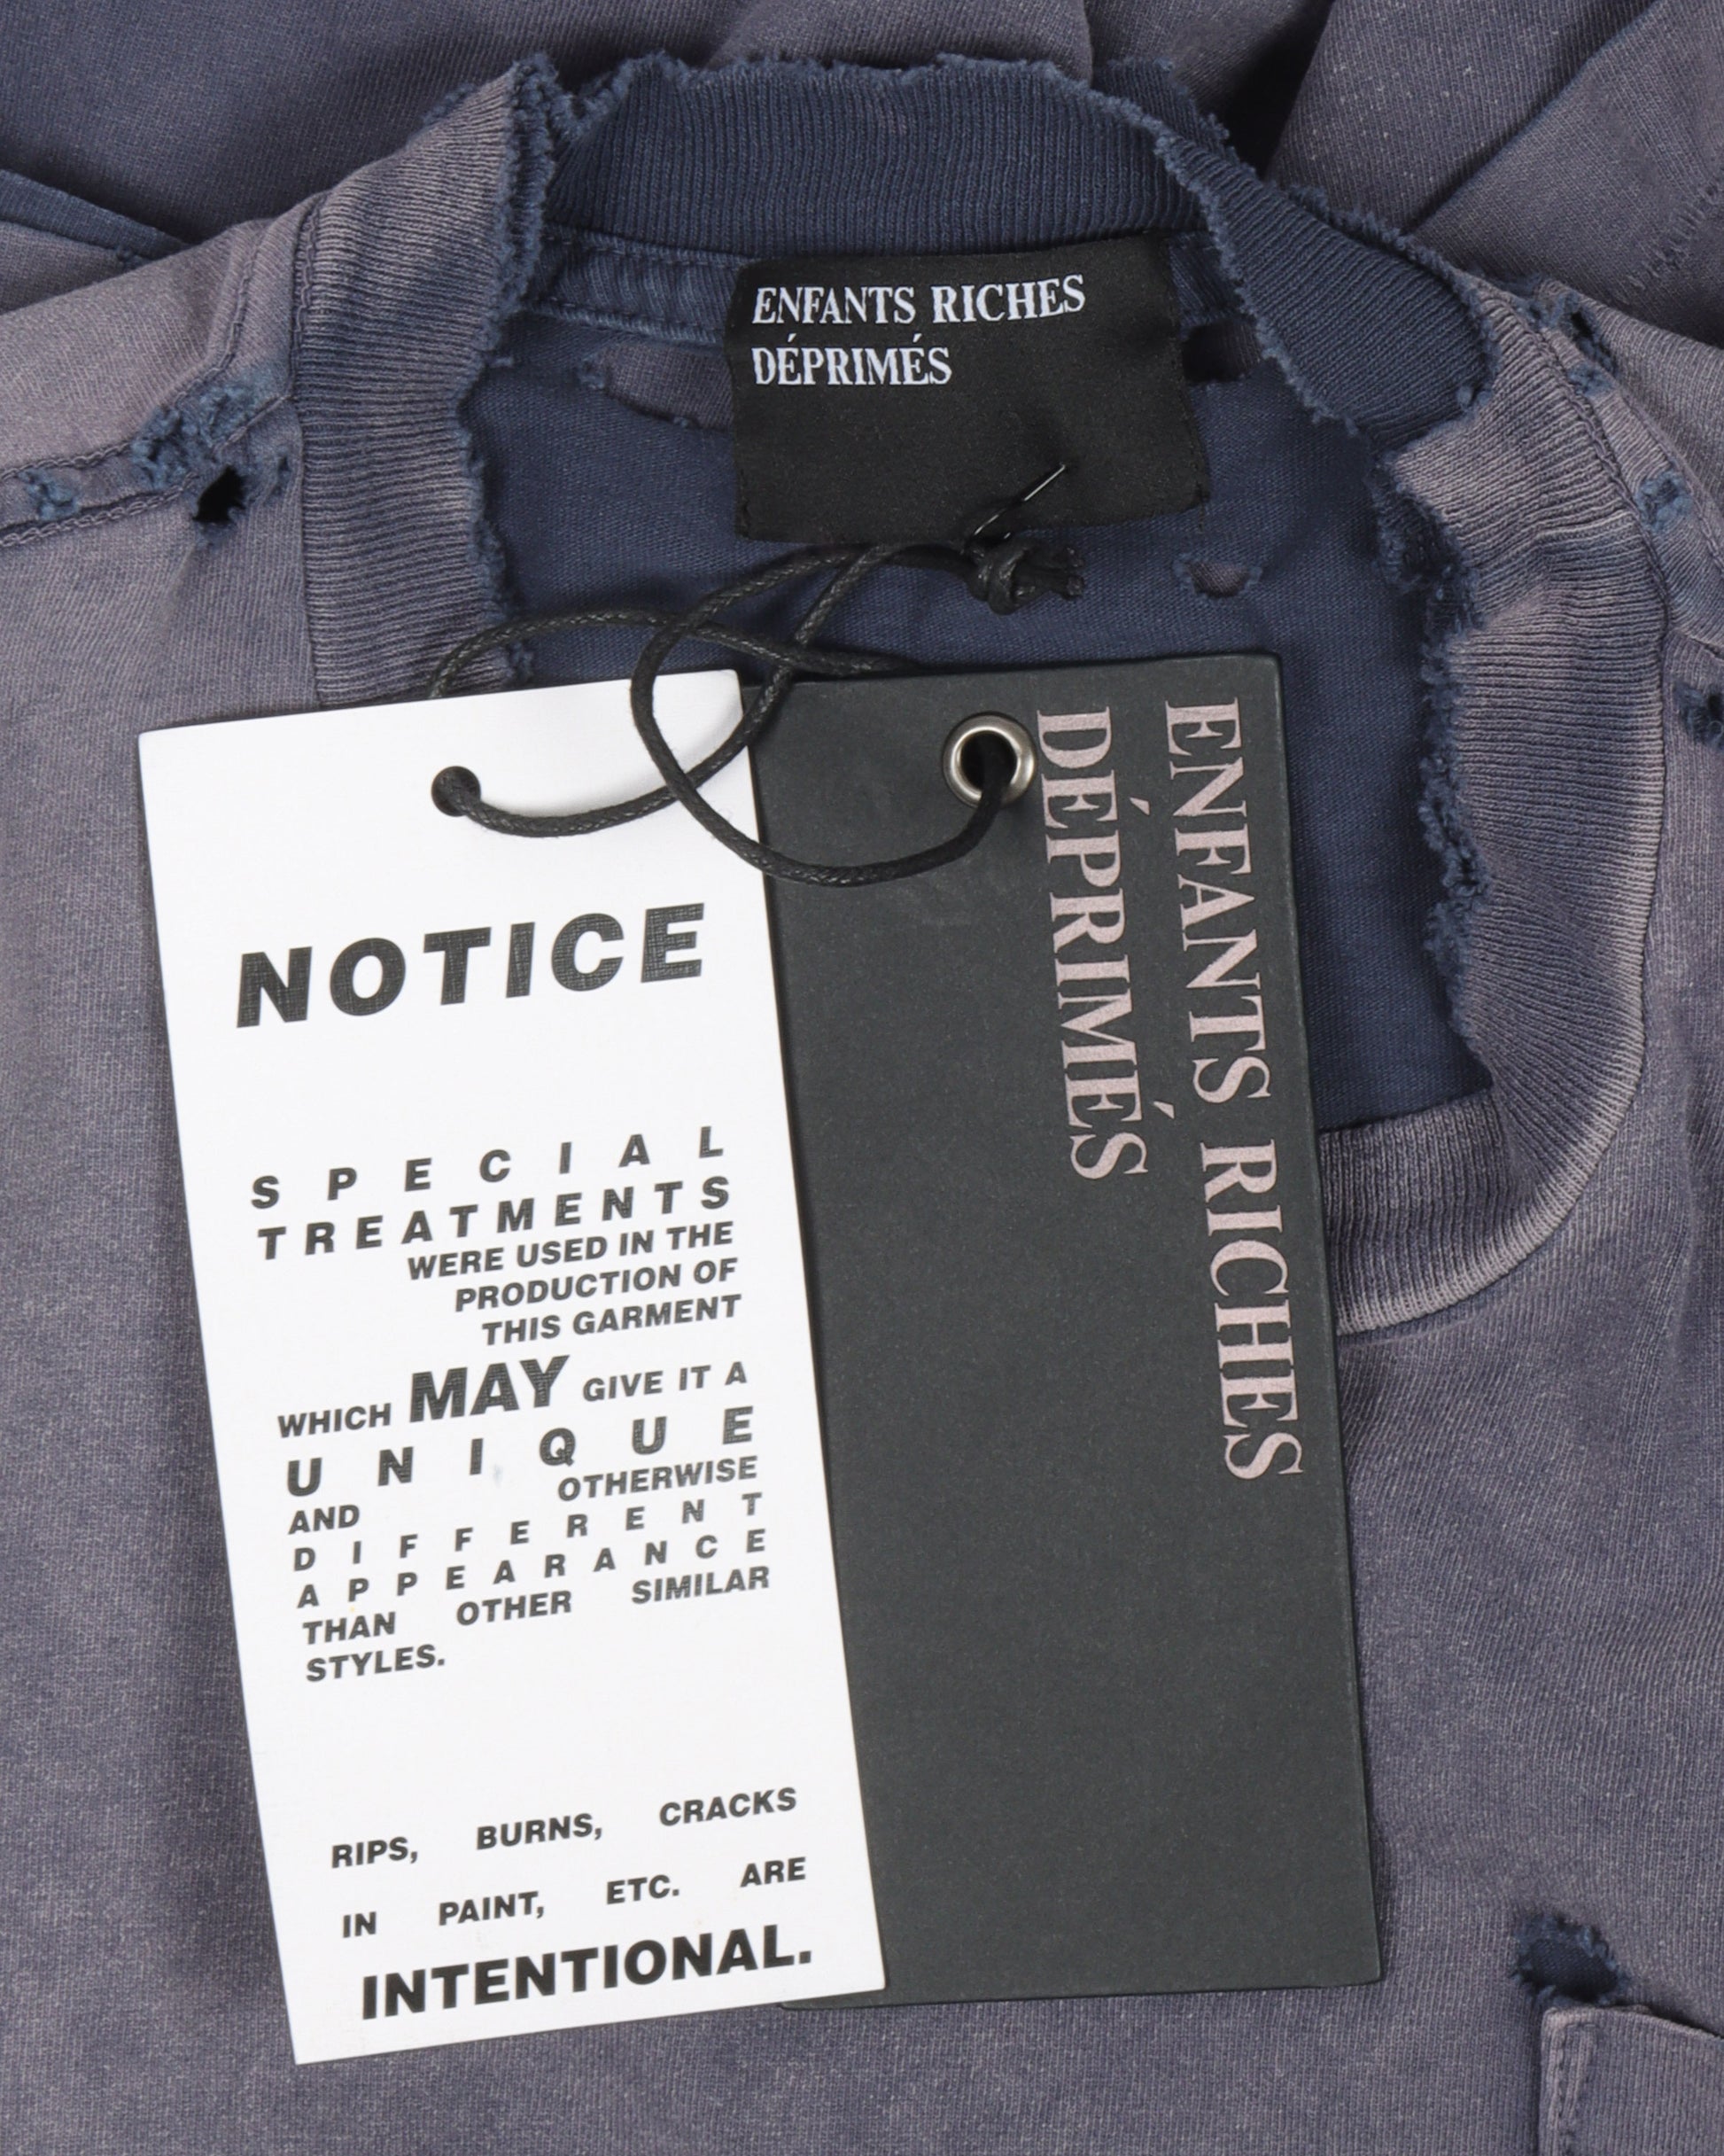 ENFANTS RICHES
DÉPRIMÉS
NOTICE
SPECIAL
TREATMENTS
WERE USED IN THE
PRODUCTION OF
THIS GARMENT
WHICH MAY GIVE IT A
UNIQUE
AND OTHERWISE
DIFFERENT
APPEARANCE
THAN OTHER SIMILAR
STYLES.
RIPS, BURNS, CRACKS
IN PAINT, ETC. ARE
INTENTIONAL.
ENFANTS RICHES
DÉPRIMÉS